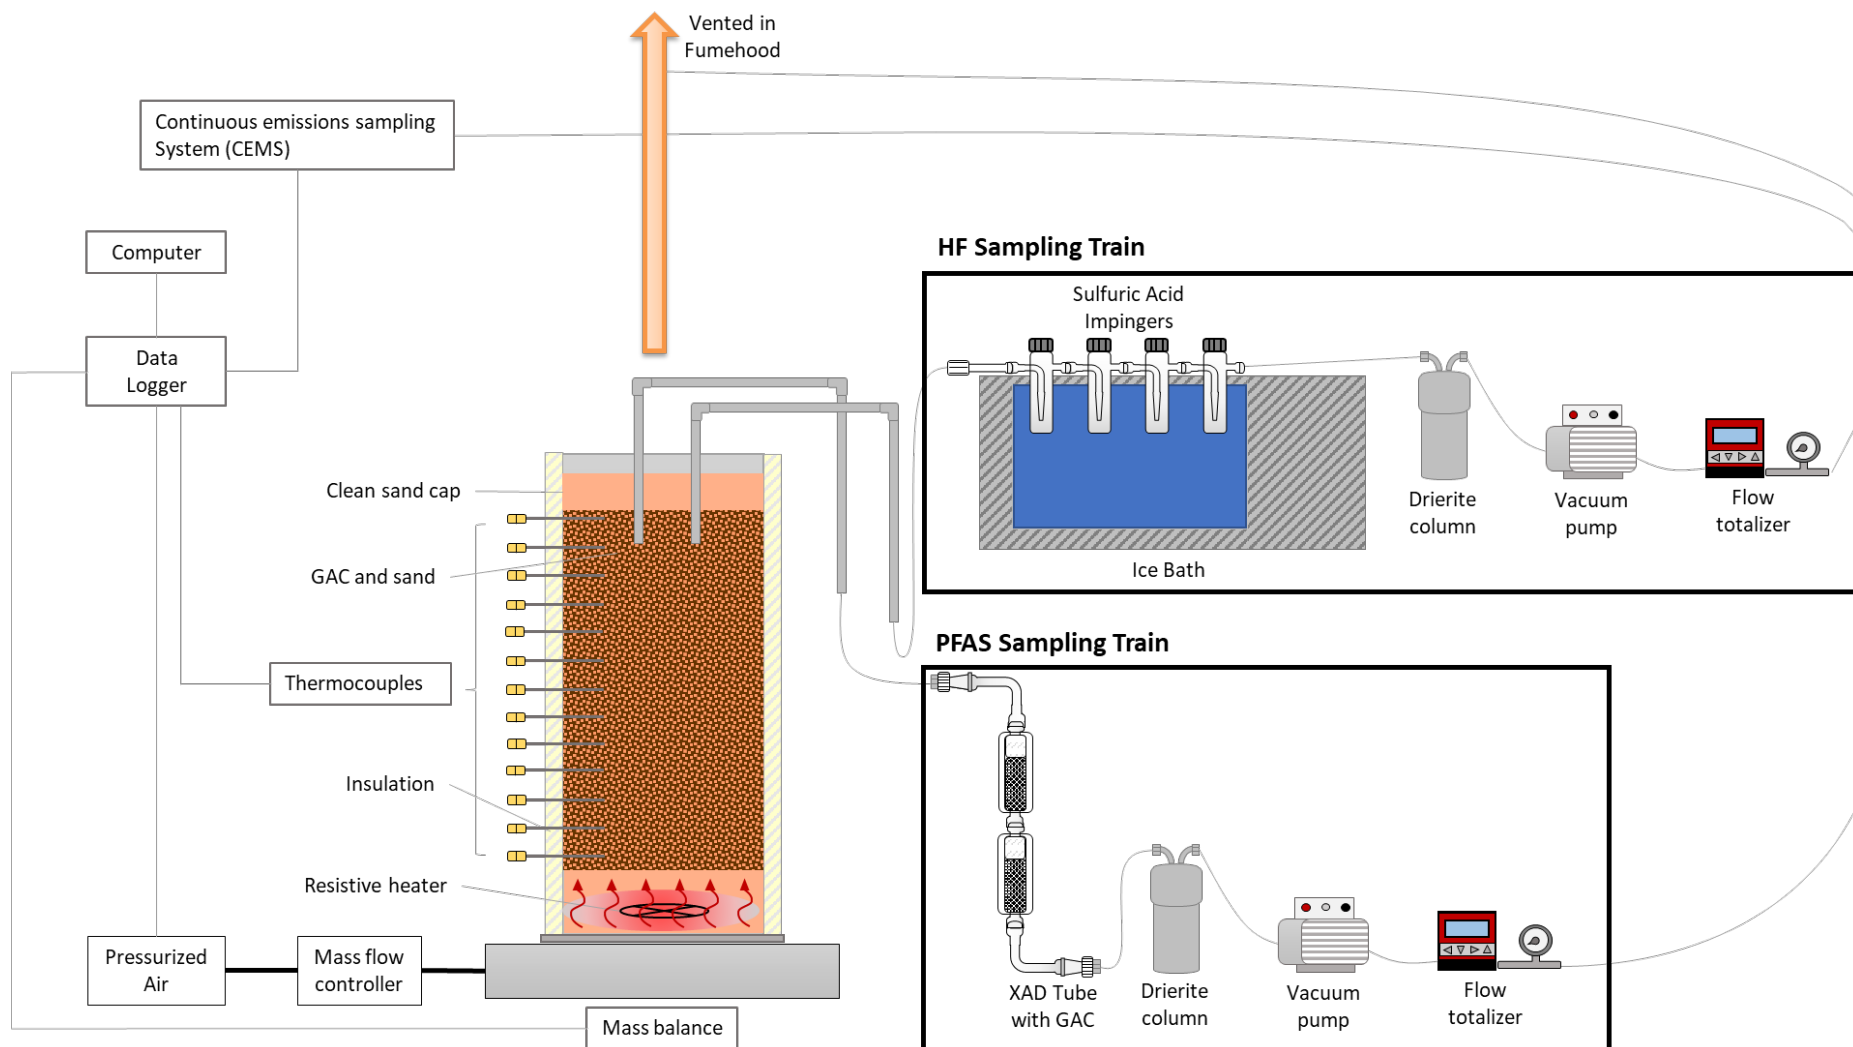 Vented in
Fumehood
Continuous emissions sampling
System (CEMS)
Computer
Data
Logger
HF Sampling Train
Sulfuric Acid
Impingers
Drierite
column
Vacuum
pump
Flow
totalizer
Ice Bath
Clean sand cap
GAC and sand
Thermocouples
Insulation
Resistive heater
Pressurized
Air
Mass flow
controller
Mass balance
PFAS Sampling Train
XAD Tube
with GAC
Drierite
column
Vacuum
pump
Flow
totalizer